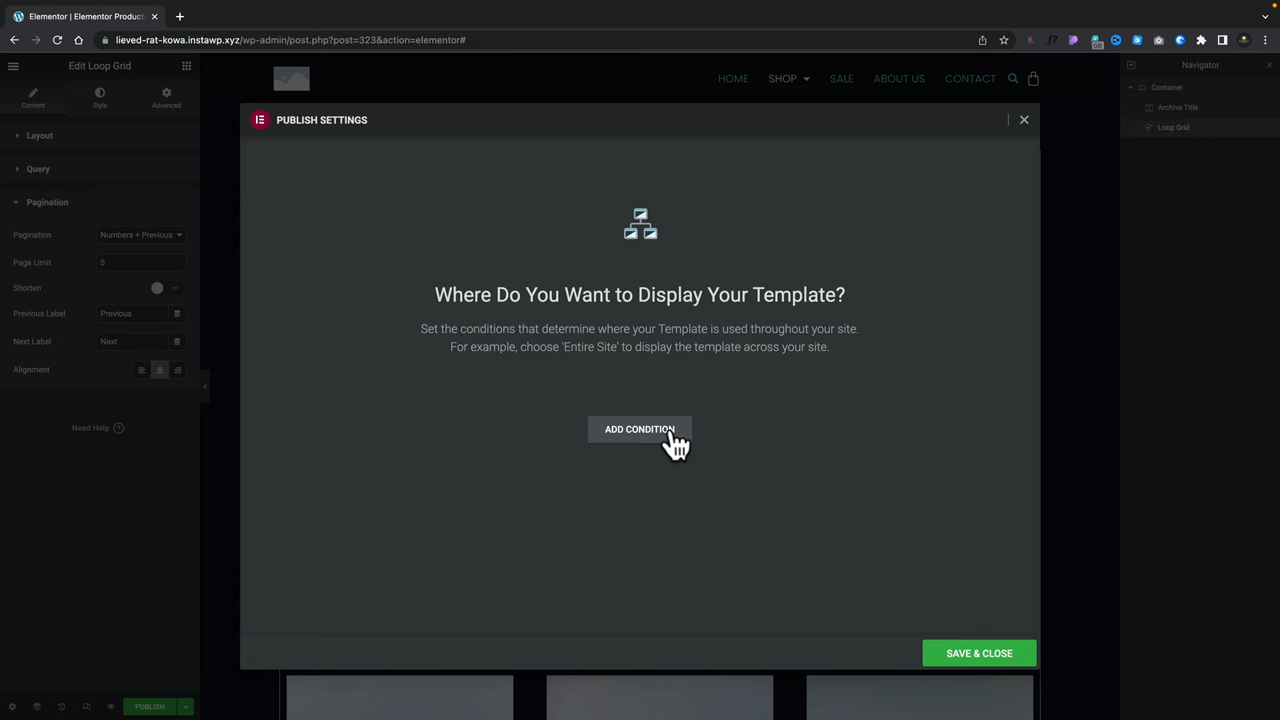 Elementor | Elementor Product
lieved-rat-kowa.instawp.xyz/wp-admin/post.php?post=323&action=elementor#
GB
Edit Loop Grid
Content
Style
Advanced
Layout
Query
Pagination
Pagination
Numbers + Previous
Page Limit
5
Shorten
Previous Label
Previous
Next Label
Next
Alignment
Need Help
PUBLISH
HOME
SHOP
SALE
ABOUT US
CONTACT
PUBLISH SETTINGS
Where Do You Want to Display Your Template?
Set the conditions that determine where your Template is used throughout your site.
For example, choose 'Entire Site' to display the template across your site.
ADD CONDITION
SAVE & CLOSE
Navigator
Container
Archive Title
Loop Grid